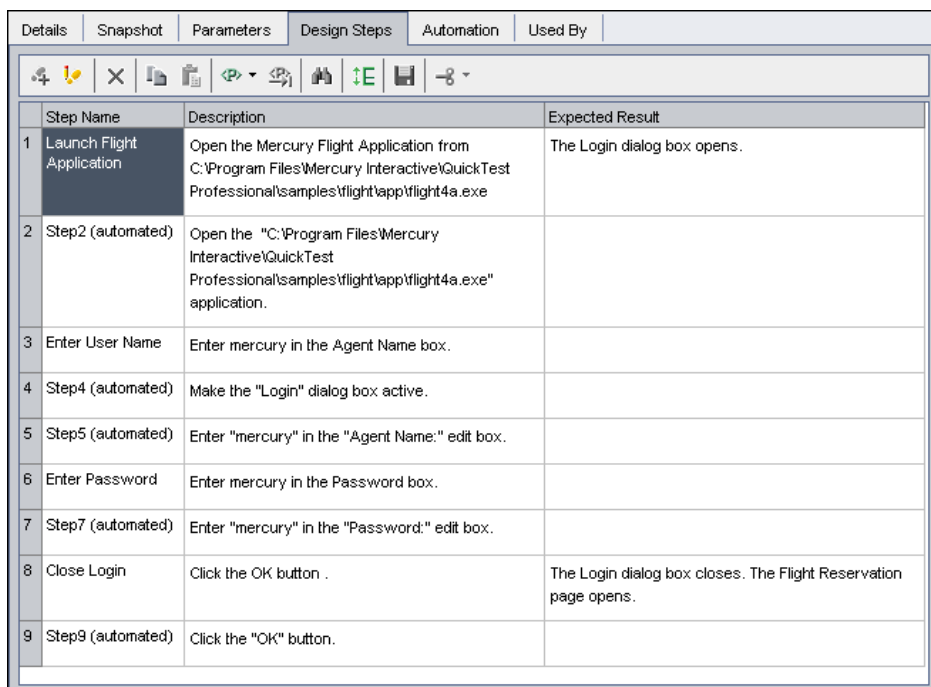 Details Snapshot Parameters Design Steps Automation Used By
Step Name Description Expected Result
1 Launch Flight Application Open the Mercury Flight Application from The Login dialog box opens.
C:\Program Files\Mercury Interactive\QuickTest
Professional\samples\flight\app\flight4a.exe
2 Step2 (automated) Open the "C:\Program Files\Mercury
Interactive\QuickTest
Professional\samples\flight\app\flight4a.exe"
application.
3 Enter User Name Enter mercury in the Agent Name box.
4 Step4 (automated) Make the "Login" dialog box active.
5 Step5 (automated) Enter "mercury" in the "Agent Name:" edit box.
6 Enter Password Enter mercury in the Password box.
7 Step7 (automated) Enter "mercury" in the "Password:" edit box.
8 Close Login Click the OK button . The Login dialog box closes. The Flight Reservation
page opens.
9 Step9 (automated) Click the "OK" button.